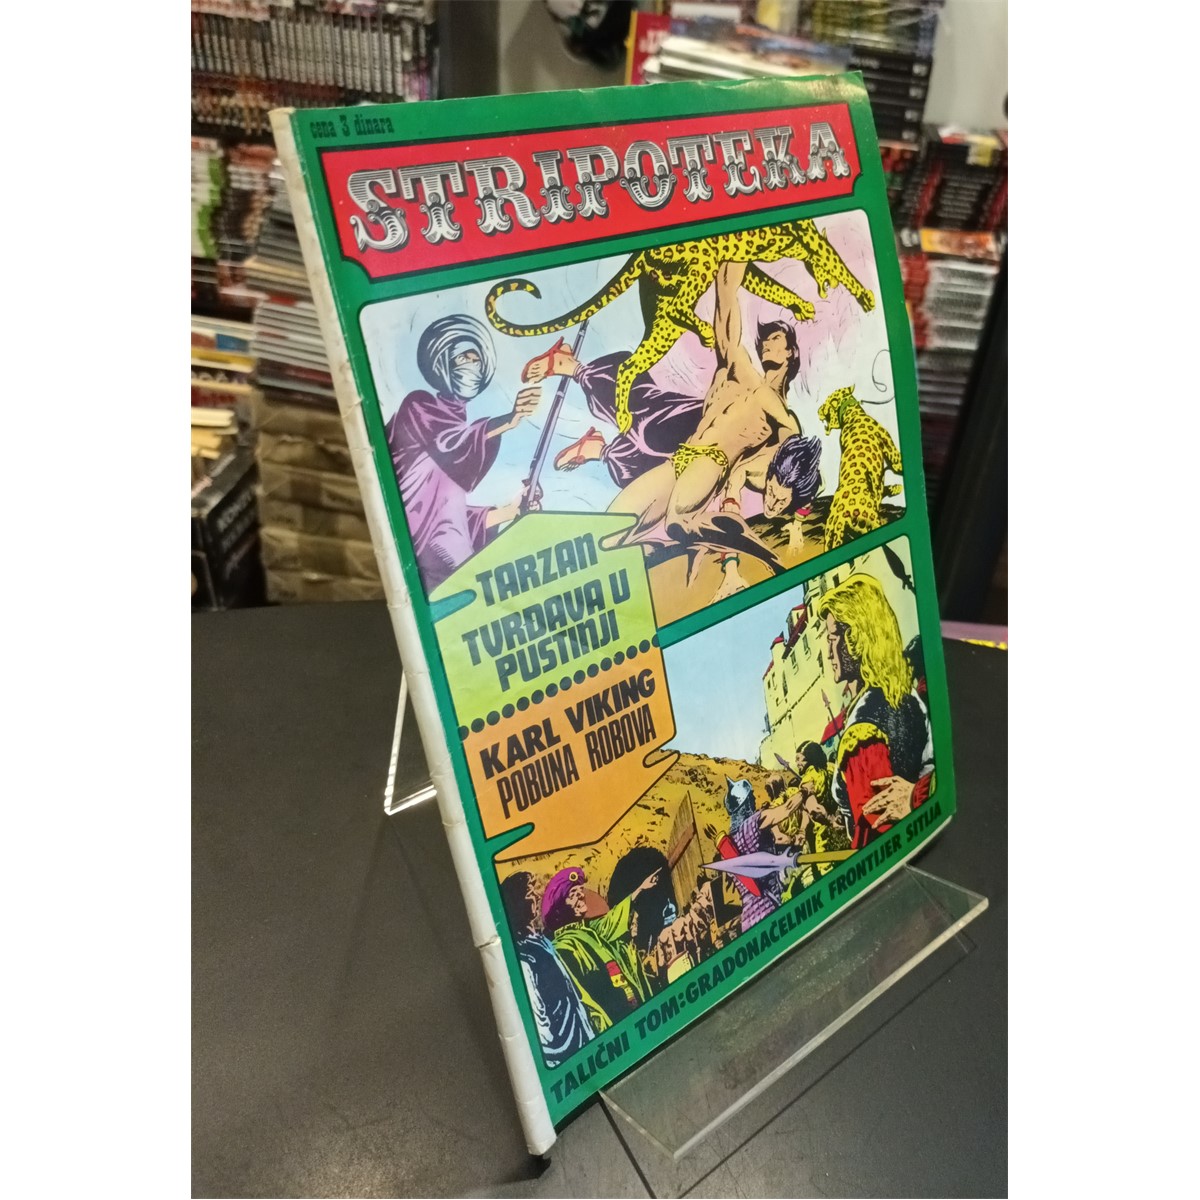 cena 3 dinara
STRIPOTEKA
TARZAN
TVRĐAVA U
PUSTINJI
KARL VIKING
POBUNA ROBOVA
TALIČNI TOM:GRADONAČELNIK FRONTIJER SITIJA